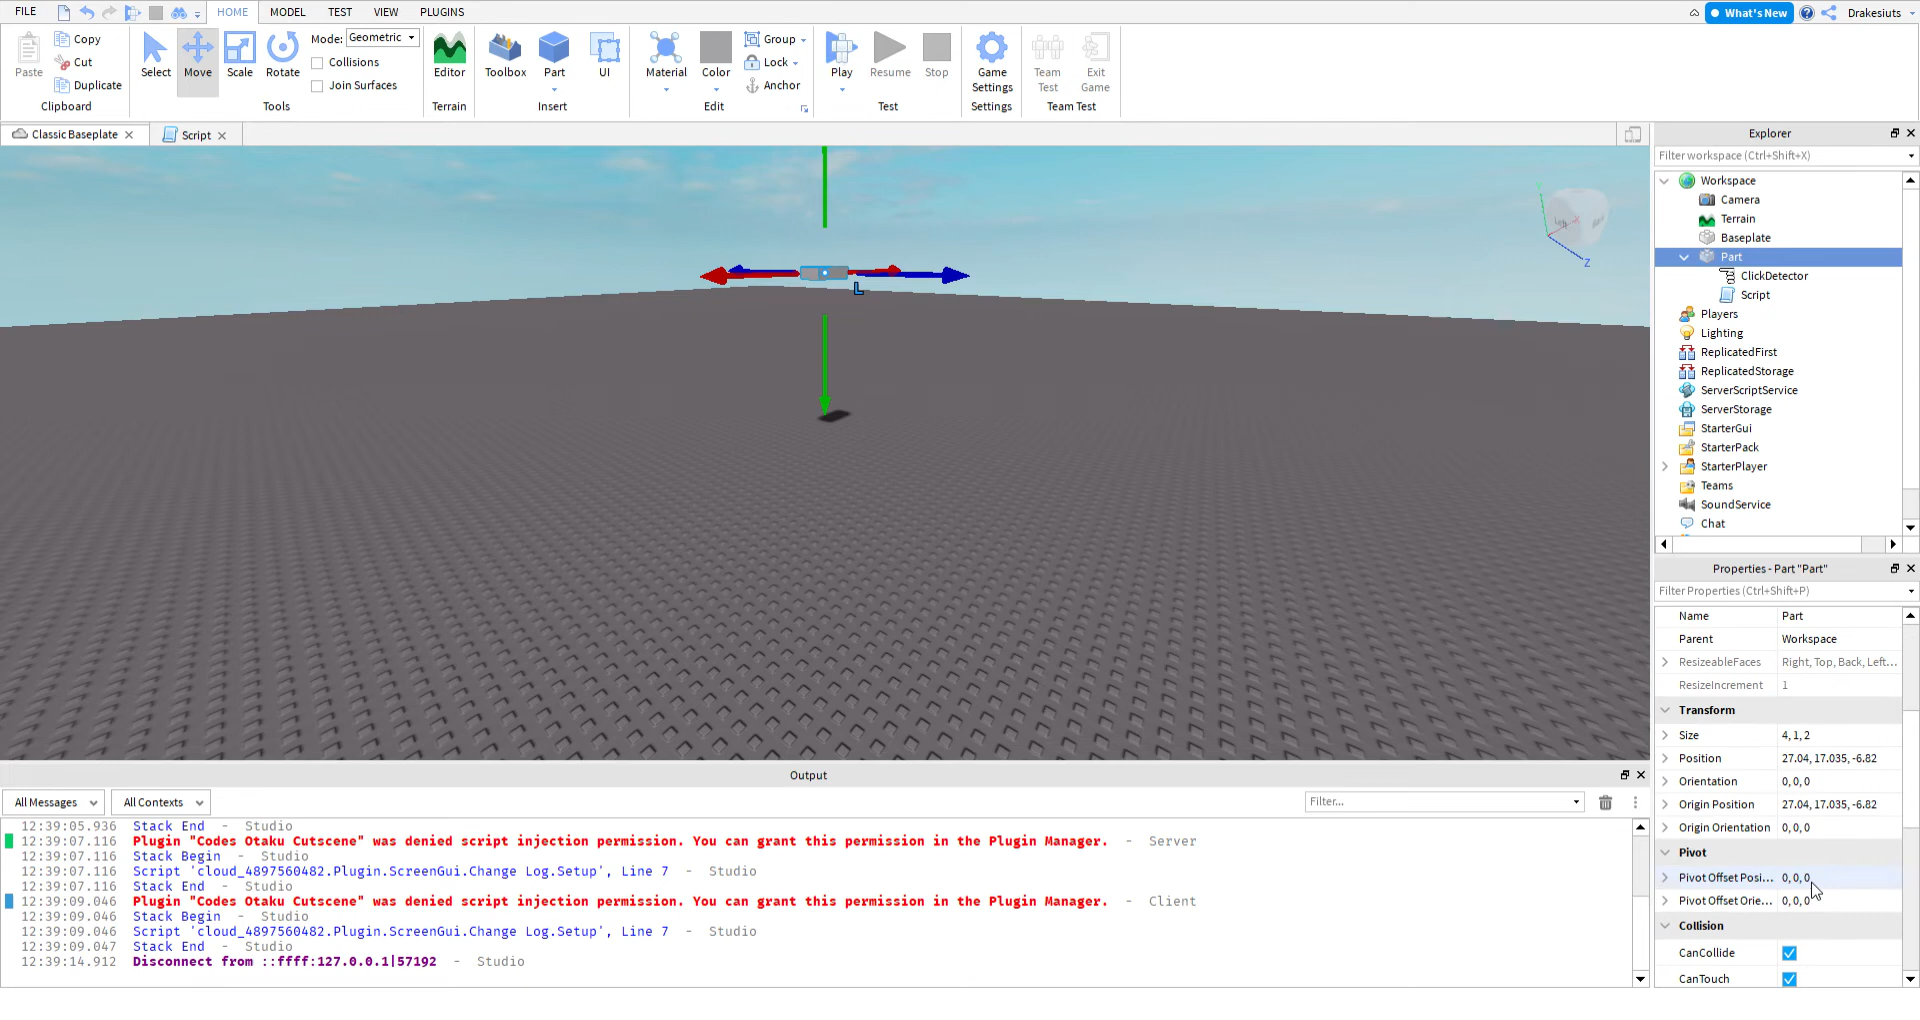 FILE HOME MODEL TEST VIEW PLUGINS What's New Drakesiuts
Paste Copy Cut Duplicate Select Move Scale Rotate Mode: Geometric Collisions Join Surfaces Editor Toolbox Part UI Material Color Group Lock Anchor Play Resume Stop Game Settings Team Test Exit Game
Clipboard Tools Terrain Insert Edit Test Settings Team Test
Classic Baseplate Script
Explorer
Filter workspace (Ctrl+Shift+X)
Workspace
Camera
Terrain
Baseplate
Part
ClickDetector
Script
Players
Lighting
ReplicatedFirst
ReplicatedStorage
ServerScriptService
ServerStorage
StarterGui
StarterPack
StarterPlayer
Teams
SoundService
Chat
L
Z
Properties - Part "Part"
Filter Properties (Ctrl+Shift+P)
Name Part
Parent Workspace
ResizeableFaces Right, Top, Back, Left...
ResizeIncrement 1
Transform
Size 4, 1, 2
Position 27.04, 17.035, -6.82
Orientation 0, 0, 0
Origin Position 27.04, 17.035, -6.82
Origin Orientation 0, 0, 0
Pivot
Pivot Offset Posi... 0, 0, 0
Pivot Offset Orie... 0, 0, 0
Collision
CanCollide
CanTouch
Output
All Messages All Contexts Filter...
12:39:05.936 Stack End - Studio
12:39:07.116 Plugin "Codes Otaku Cutscene" was denied script injection permission. You can grant this permission in the Plugin Manager. - Server
12:39:07.116 Stack Begin - Studio
12:39:07.116 Script 'cloud_4897560482.Plugin.ScreenGui.Change Log.Setup', Line 7 - Studio
12:39:07.116 Stack End - Studio
12:39:09.046 Plugin "Codes Otaku Cutscene" was denied script injection permission. You can grant this permission in the Plugin Manager. - Client
12:39:09.046 Stack Begin - Studio
12:39:09.046 Script 'cloud_4897560482.Plugin.ScreenGui.Change Log.Setup', Line 7 - Studio
12:39:09.047 Stack End - Studio
12:39:14.912 Disconnect from ::ffff:127.0.0.1|57192 - Studio